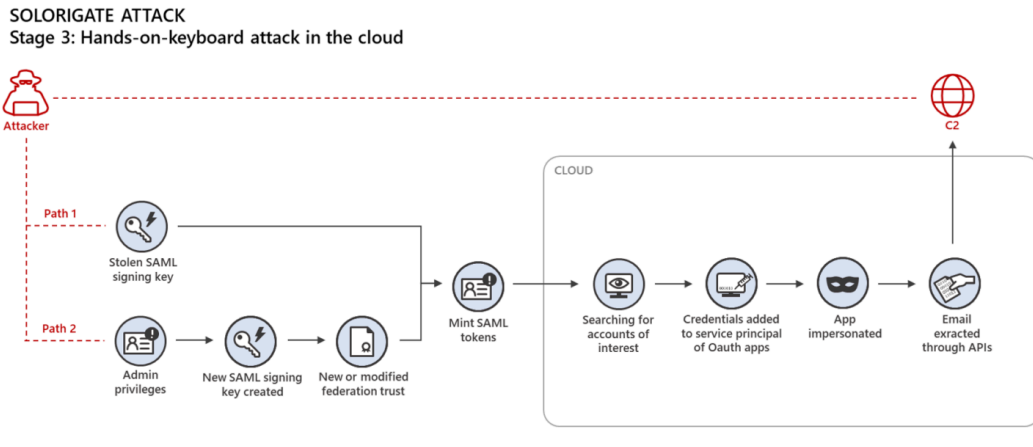 SOLORIGATE ATTACK
Stage 3: Hands-on-keyboard attack in the cloud
Attacker
C2
CLOUD
Path 1
Stolen SAML
signing key
Mint SAML
tokens
Searching for
accounts of
interest
Credentials added
to service principal
of Oauth apps
App
impersonated
Email
extracted
through APIs
Path 2
Admin
privileges
New SAML signing
key created
New or modified
federation trust